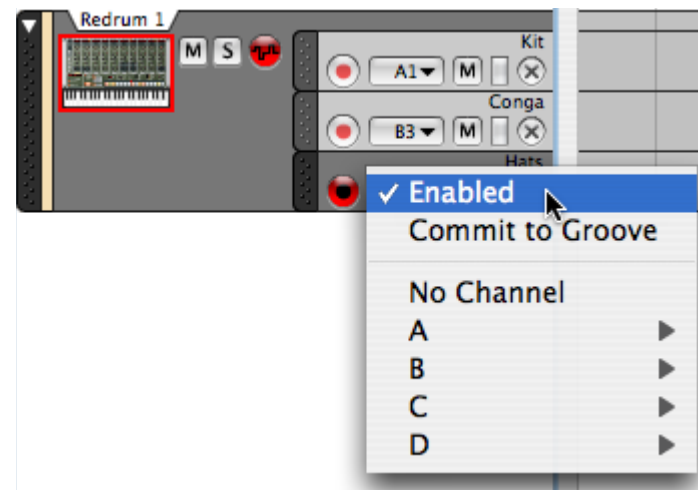 Redrum 1
M S
Kit
A1 M
Conga
B3 M
Hats
Enabled
Commit to Groove
No Channel
A
B
C
D